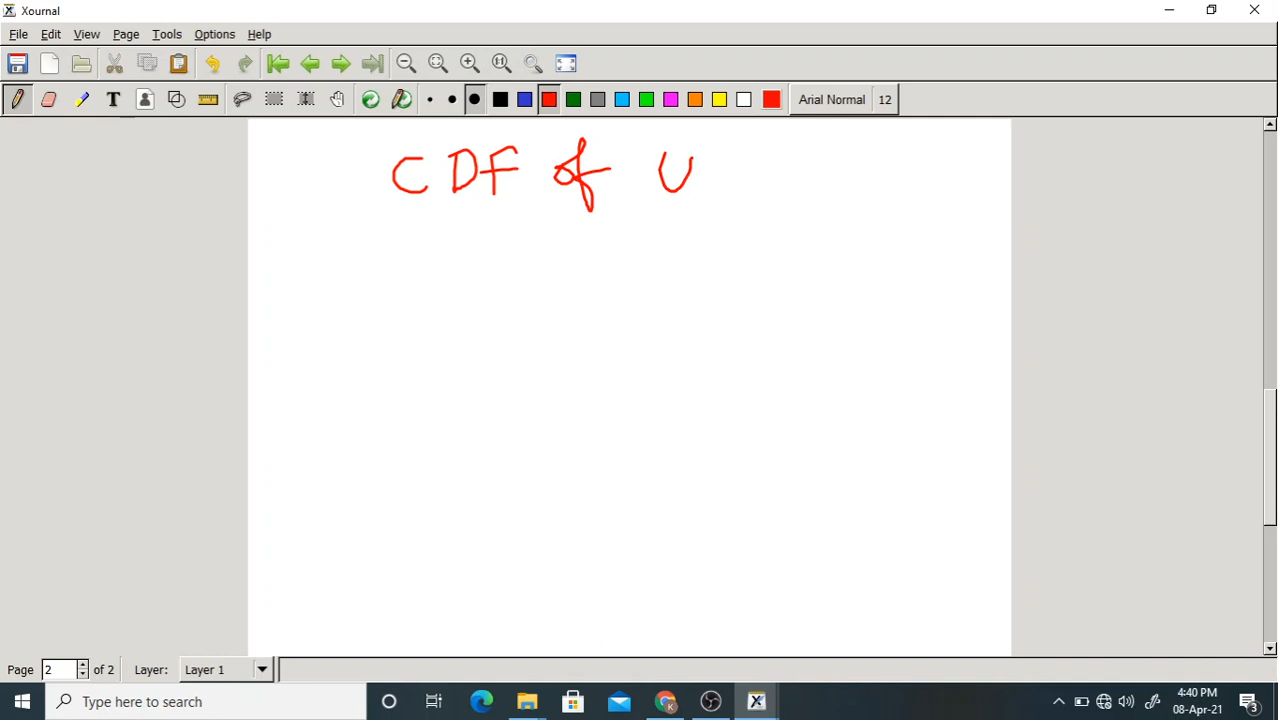 Xournal
File Edit View Page Tools Options Help
Arial Normal 12
CDF of U
Page 2 of 2 Layer: Layer 1
Type here to search
4:40 PM
08-Apr-21
3